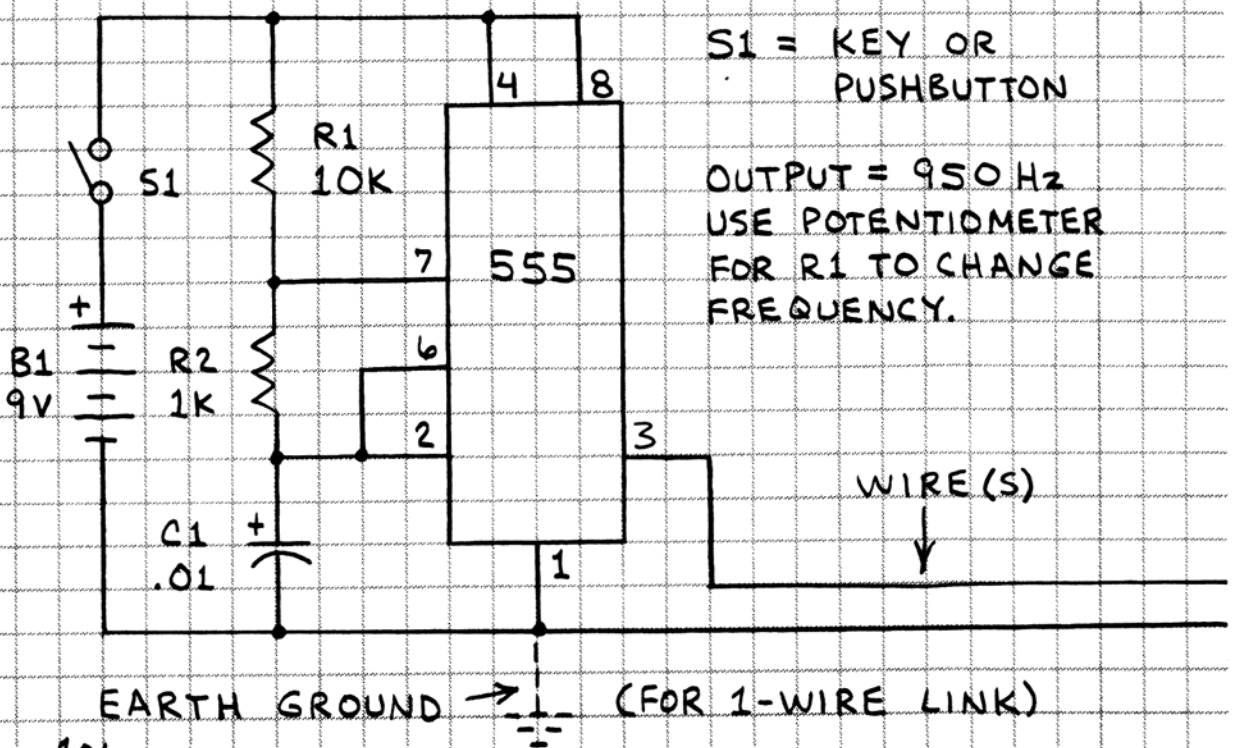 S1 = KEY OR
PUSHBUTTON
4
8
R1
10K
S1
OUTPUT = 950 Hz
USE POTENTIOMETER
FOR R1 TO CHANGE
FREQUENCY.
7
555
+
6
B1
9V
R2
1K
2
3
WIRE(S)
C1
.01
+
1
EARTH GROUND → (FOR 1-WIRE LINK)